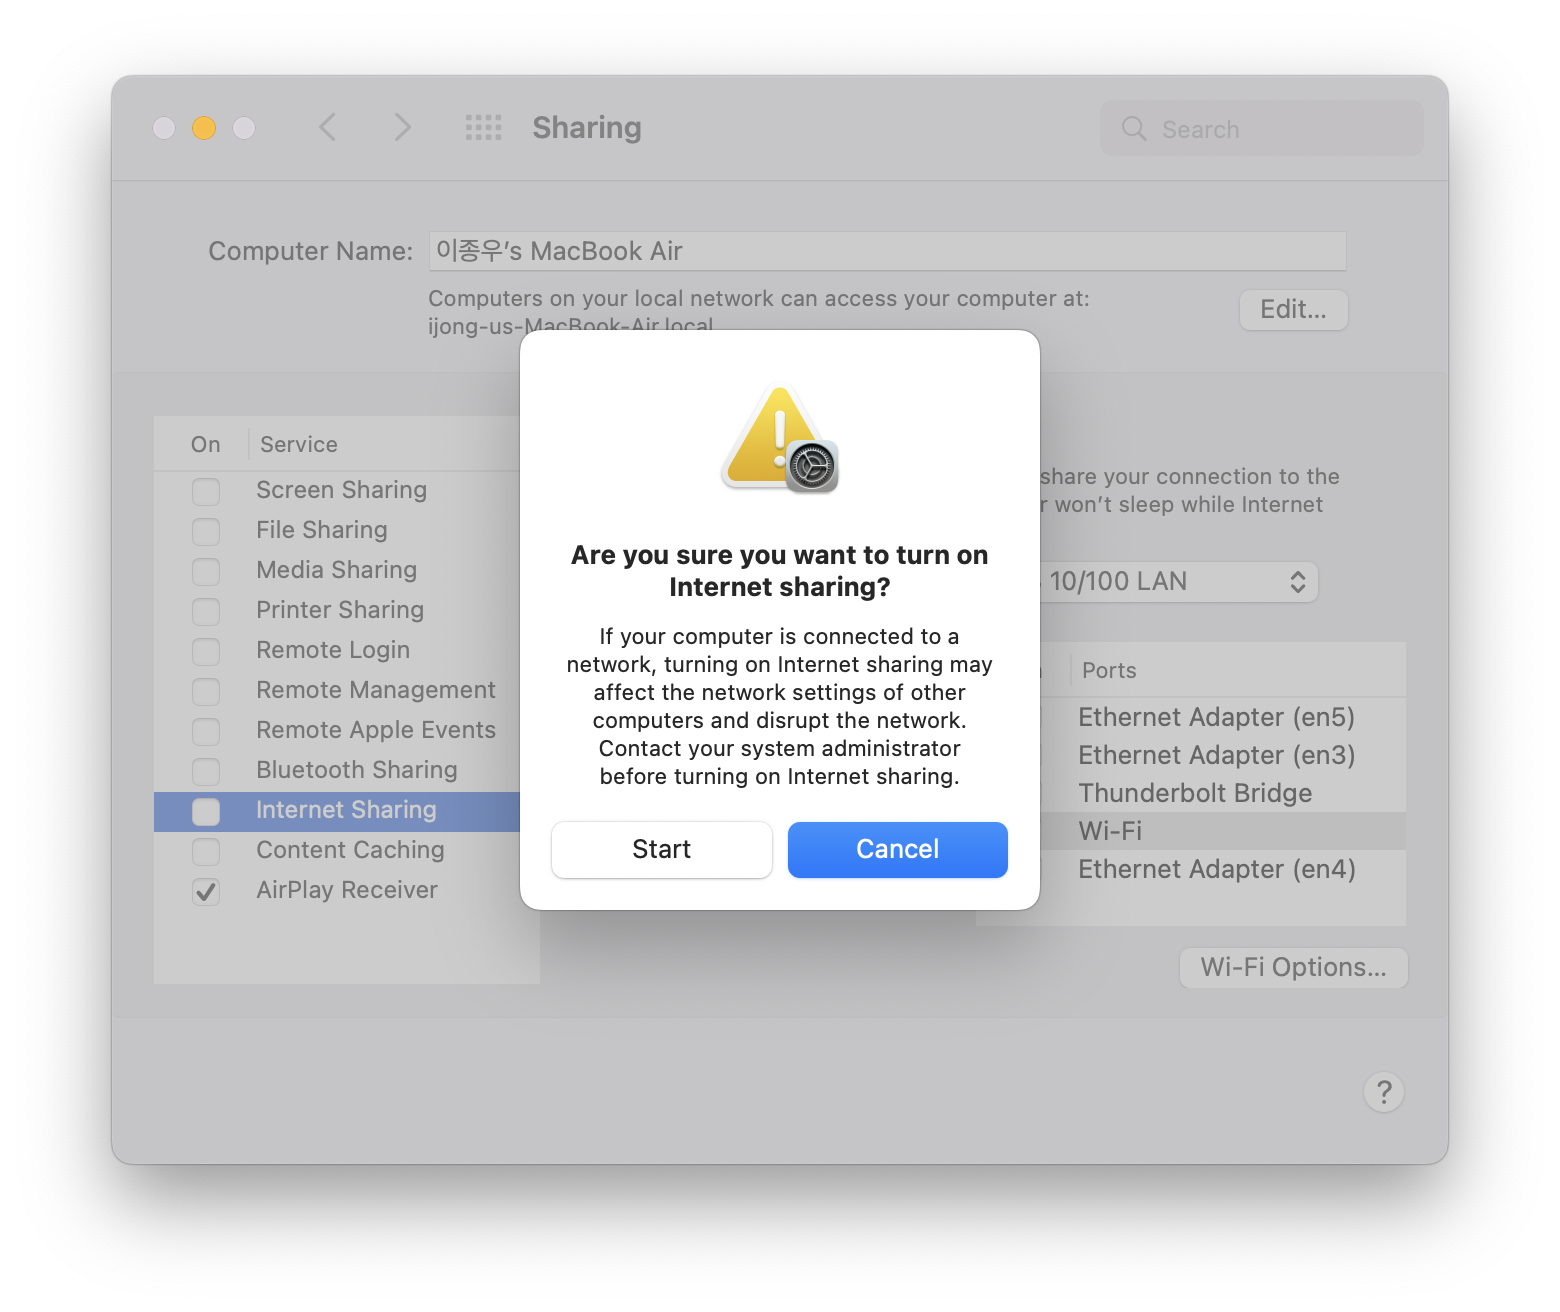 Sharing
Search
Computer Name:
이종우’s MacBook Air
Computers on your local network can access your computer at:
ijong-us-MacBook-Air.local
Edit...
On
Service
Screen Sharing
File Sharing
Media Sharing
Printer Sharing
Remote Login
Remote Management
Remote Apple Events
Bluetooth Sharing
Internet Sharing
Content Caching
AirPlay Receiver
Are you sure you want to turn on
Internet sharing?
If your computer is connected to a
network, turning on Internet sharing may
affect the network settings of other
computers and disrupt the network.
Contact your system administrator
before turning on Internet sharing.
Start
Cancel
share your connection to the
won’t sleep while Internet
10/100 LAN
Ports
Ethernet Adapter (en5)
Ethernet Adapter (en3)
Thunderbolt Bridge
Wi-Fi
Ethernet Adapter (en4)
Wi-Fi Options...
?